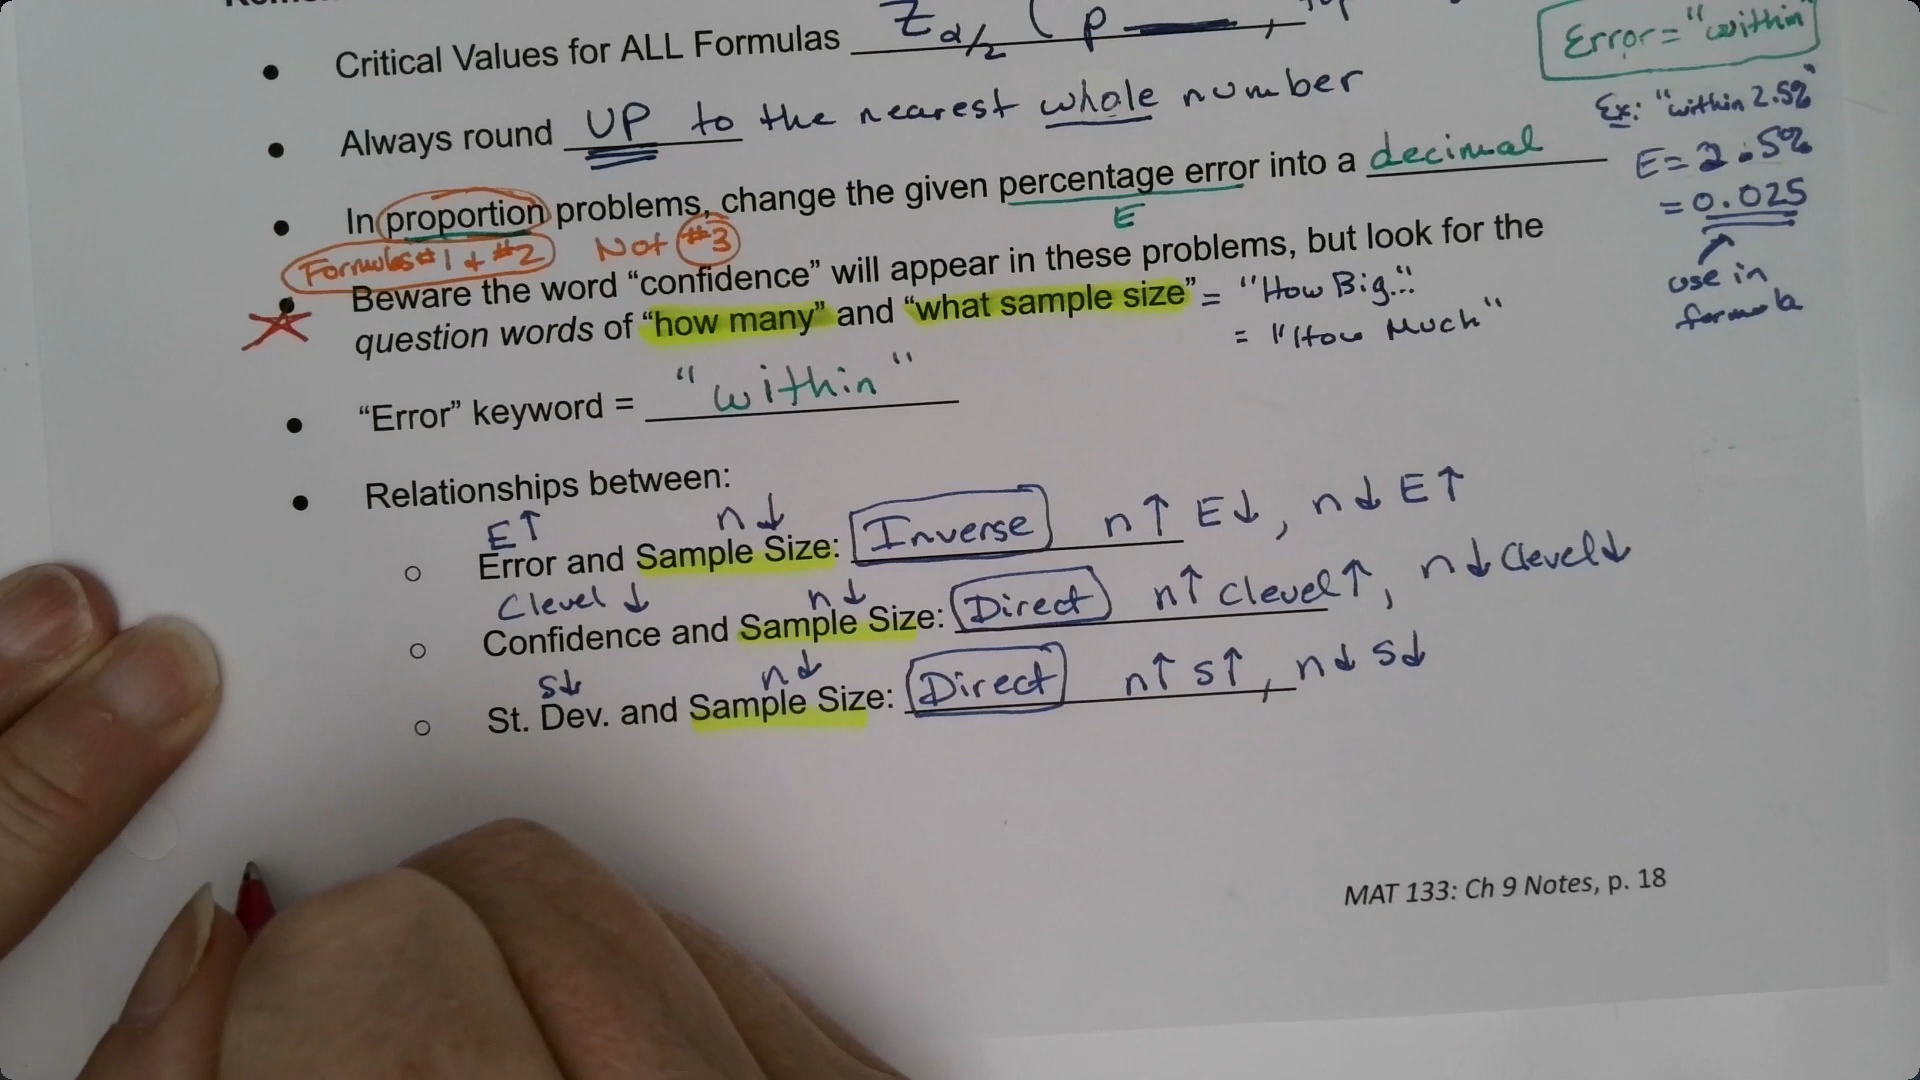 Error = "within"
• Critical Values for ALL Formulas Zα/2 ( p ,
Ex: "within 2.5%"
• Always round UP to the nearest whole number
E = 2.5%
= 0.025
use in
formula
• In proportion problems, change the given percentage error into a decimal
E
Formulas #1 + #2 Not #3
• Beware the word “confidence” will appear in these problems, but look for the
question words of “how many” and “what sample size” = "How Big..."
= "How Much"
• “Error” keyword = "within"
• Relationships between:
E↑ n↓
○ Error and Sample Size: Inverse n↑ E↓, n↓ E↑
Clevel ↓ n↓
○ Confidence and Sample Size: Direct n↑ clevel↑, n↓ Clevel↓
s↓ n↓
○ St. Dev. and Sample Size: Direct n↑ s↑, n↓ s↓
MAT 133: Ch 9 Notes, p. 18